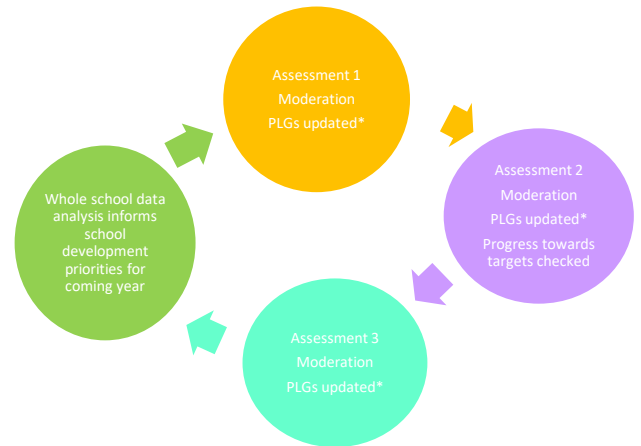 Assessment 1
Moderation
PLGs updated*
Assessment 2
Moderation
PLGs updated*
Progress towards
targets checked
Assessment 3
Moderation
PLGs updated*
Whole school data
analysis informs
school
development
priorities for
coming year